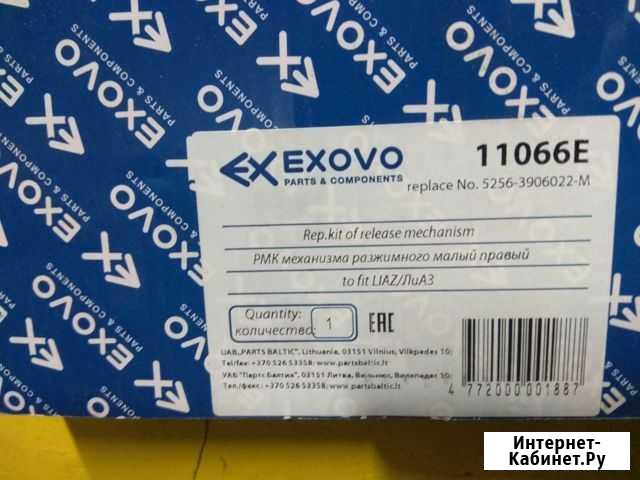 EXOVO
PARTS & COMPONENTS
11066E
replace No. 5256-3906022-M
Rep.kit of release mechanism
РМК механизма разжимного малый правый
to fit LIAZ/ЛиАЗ
Quantity:
количество:
1
EAC
UAB„PARTS BALTIC", Lithuania, 03151 Vilnius, Vilkpedes 10;
Tel/fax: +370 526 53358; www.partsbaltic.lt
УАБ "Партс Балтик", 03151 Литва, Вильнюс, Вилпедес 10;
Тел./факс: +370 526 53358; www.partsbaltic.lt
4 772000 001887
Интернет-
Кабинет.Ру